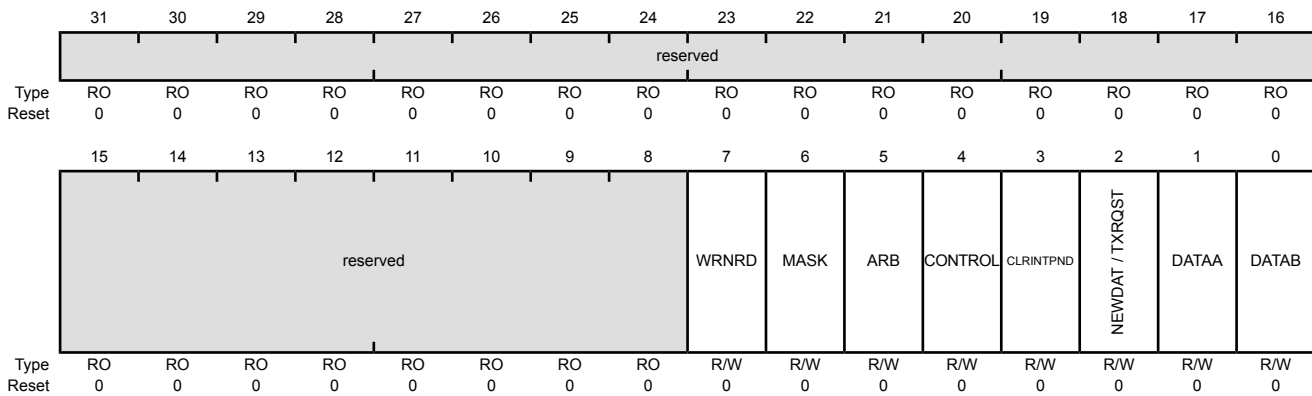 31 30 29 28 27 26 25 24 23 22 21 20 19 18 17 16
reserved
Type RO RO RO RO RO RO RO RO RO RO RO RO RO RO RO RO
Reset 0 0 0 0 0 0 0 0 0 0 0 0 0 0 0 0
15 14 13 12 11 10 9 8 7 6 5 4 3 2 1 0
reserved WRNRD MASK ARB CONTROL CLRINTPND NEWDAT / TXRQST DATAA DATAB
Type RO RO RO RO RO RO RO RO R/W R/W R/W R/W R/W R/W R/W R/W
Reset 0 0 0 0 0 0 0 0 0 0 0 0 0 0 0 0